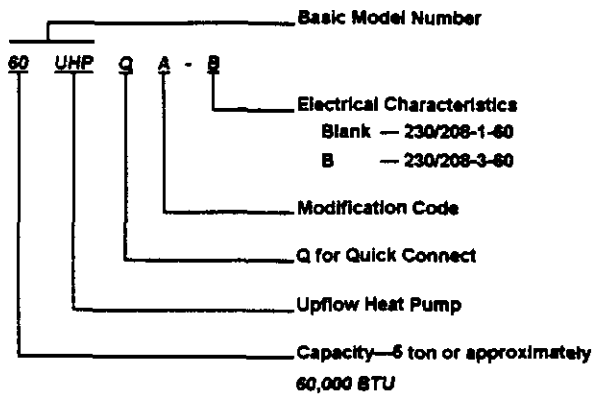 Basic Model Number
60 UHP Q A - B
Electrical Characteristics
Blank — 230/208-1-60
B — 230/208-3-60
Modification Code
Q for Quick Connect
Upflow Heat Pump
Capacity—5 ton or approximately
60,000 BTU